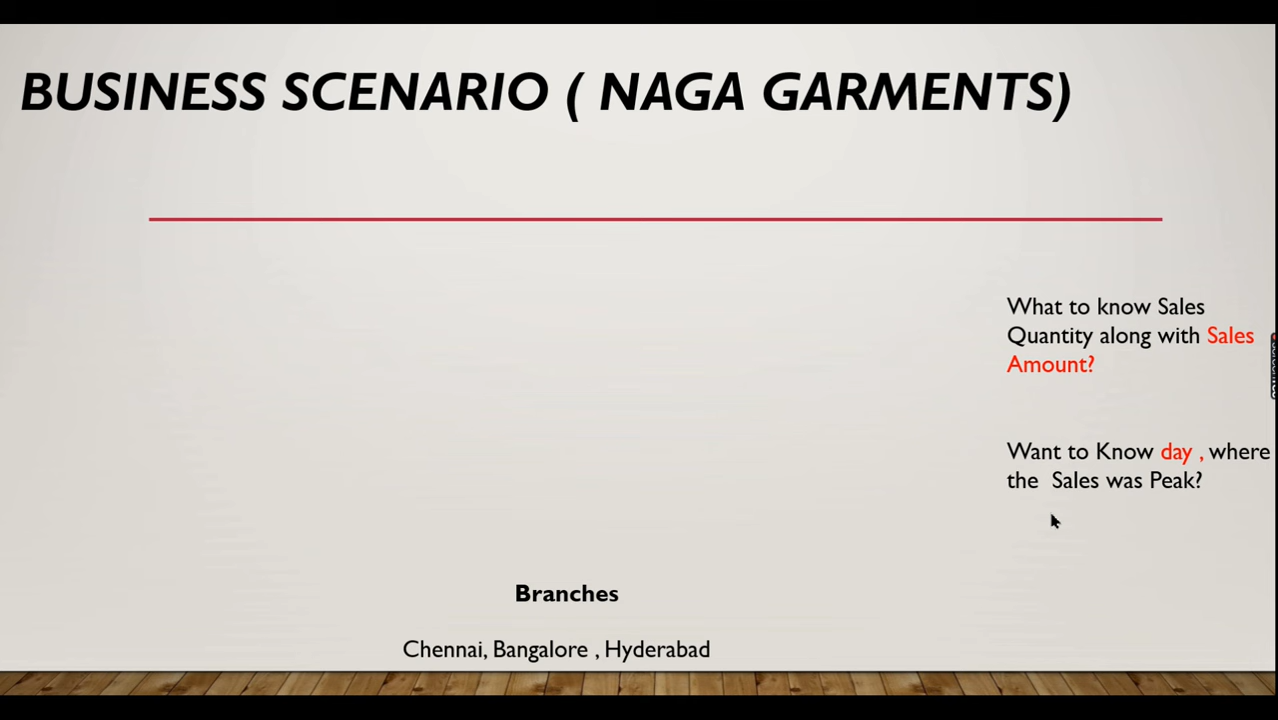 BUSINESS SCENARIO ( NAGA GARMENTS)
What to know Sales
Quantity along with Sales
Amount?
Want to Know day , where
the Sales was Peak?
Branches
Chennai, Bangalore , Hyderabad